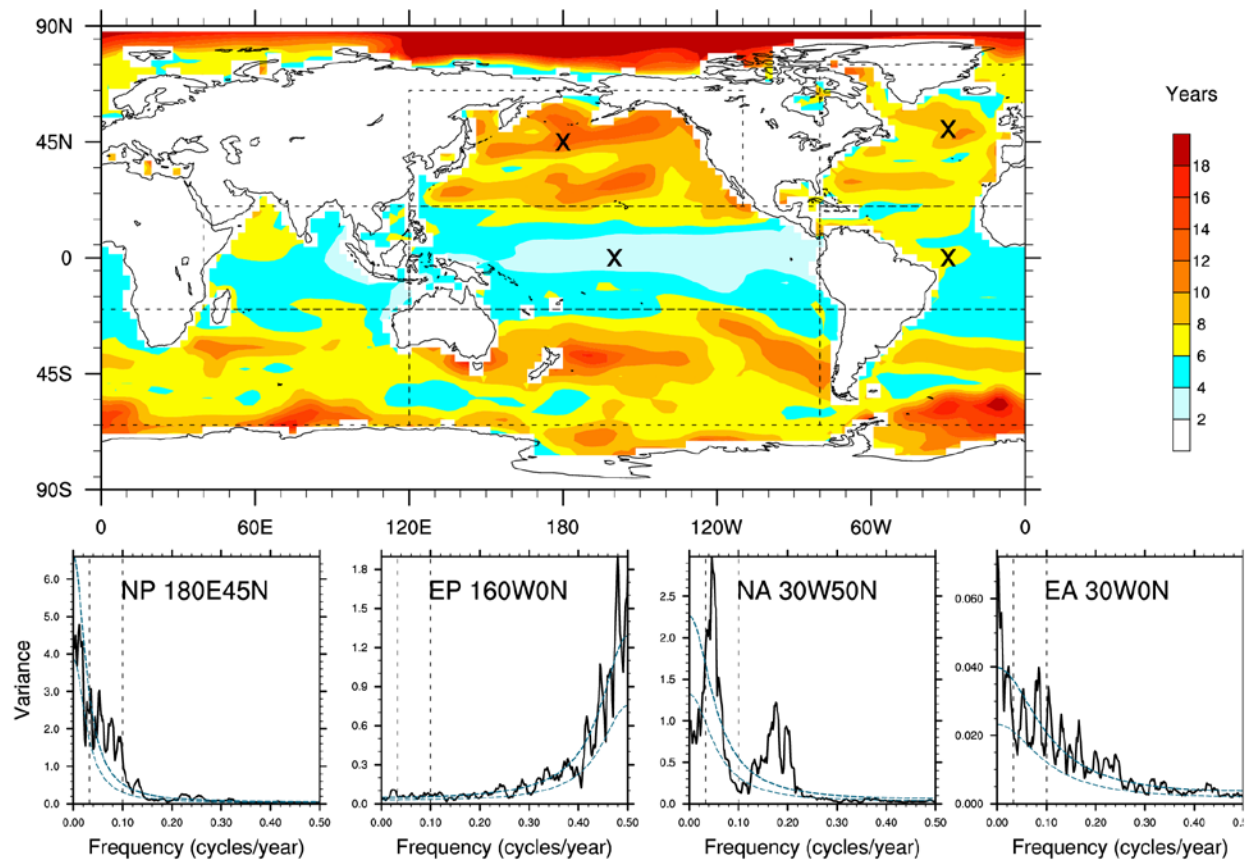 90N
45N
0
45S
90S
0 60E 120E 180 120W 60W 0
X X
X X
Years
18
16
14
12
10
8
6
4
2
NP 180E45N
EP 160W0N
NA 30W50N
EA 30W0N
Variance
6.0
5.0
4.0
3.0
2.0
1.0
0.0
1.8
1.5
1.2
0.9
0.6
0.3
0.0
2.5
2.0
1.5
1.0
0.5
0.0
0.060
0.040
0.020
0.000
0.00 0.10 0.20 0.30 0.40 0.50
0.00 0.10 0.20 0.30 0.40 0.50
0.00 0.10 0.20 0.30 0.40 0.50
0.00 0.10 0.20 0.30 0.40 0.50
Frequency (cycles/year)
Frequency (cycles/year)
Frequency (cycles/year)
Frequency (cycles/year)